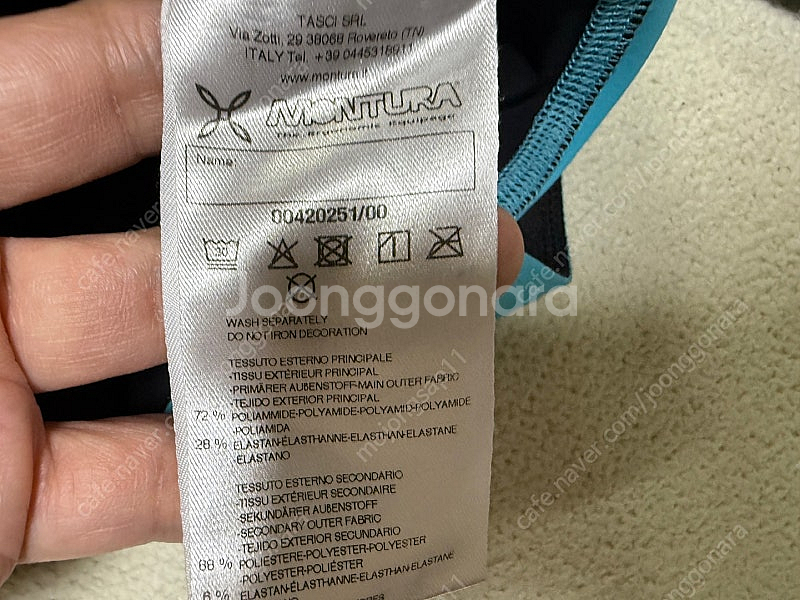 TASCI SRL
Via Zotti, 29 38068 Rovereto (TN)
ITALY Tel. +39 0445318911
www.montura.it
MONTURA
The Ergonomic Equipage
Name:
00420251/00
30
1
Joonggonara
WASH SEPARATELY
DO NOT IRON DECORATION
TESSUTO ESTERNO PRINCIPALE
-TISSU EXTÉRIEUR PRINCIPAL
-PRIMÄRER AUßENSTOFF-MAIN OUTER FABRIC
-TEJIDO EXTERIOR PRINCIPAL
72 % POLIAMMIDE-POLYAMIDE-POLYAMID-POLYAMIDE
-POLIAMIDA
28 % ELASTAN-ÉLASTHANNE-ELASTHAN-ELASTANE
-ELASTANO
TESSUTO ESTERNO SECONDARIO
-TISSU EXTÉRIEUR SECONDAIRE
SEKUNDÄRER AUßENSTOFF
-SECONDARY OUTER FABRIC
-TEJIDO EXTERIOR SECUNDARIO
POLIESTERE-POLYESTER-POLYESTER
-POLYESTER-POLIÉSTER
6 % ELASTAN-ÉLASTHANNE-ELASTHAN-ELASTANE
cafe.naver.com/joonggonara